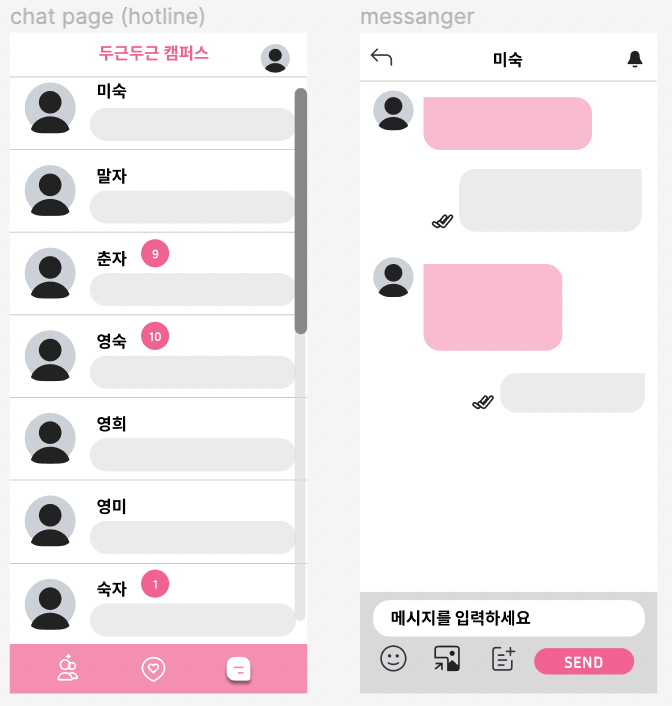 chat page (hotline)
두근두근 캠퍼스
미숙
말자
춘자 9
영숙 10
영희
영미
숙자 1
messanger
미숙
메시지를 입력하세요
SEND